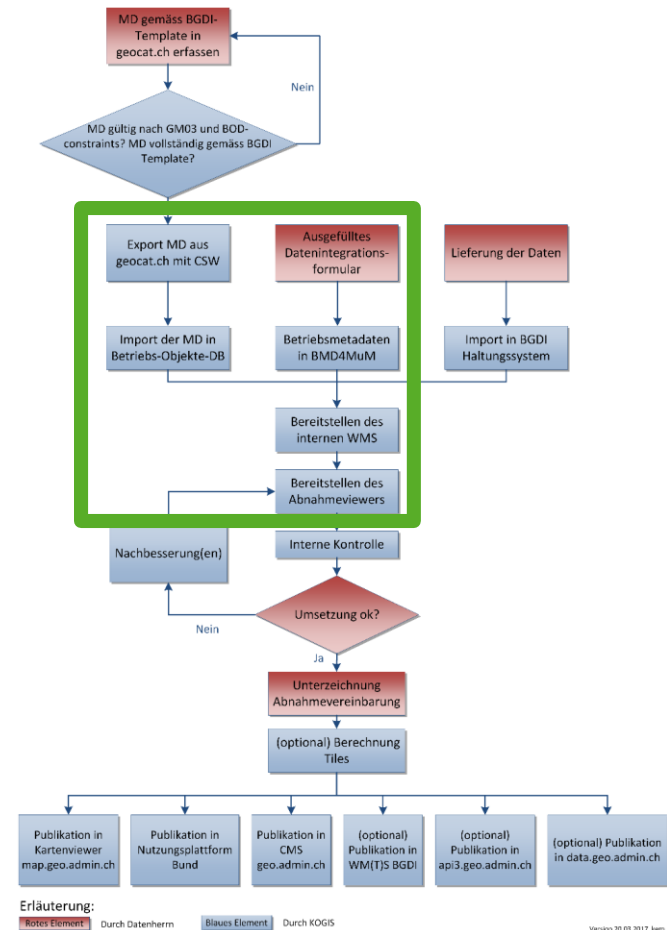 MD gemäss BGDI-
Template in
geocat.ch erfassen
Nein
MD gültig nach GM03 und BOD-
constraints? MD vollständig gemäss BGDI
Template?
Export MD aus
geocat.ch mit CSW
Ausgefülltes
Datenintegrations-
formular
Lieferung der Daten
Import der MD in
Betriebs-Objekte-DB
Betriebsmetadaten
in BMD4MuM
Import in BGDI
Haltungssystem
Bereitstellen des
internen WMS
Bereitstellen des
Abnahmeviewers
Nachbesserung(en)
Interne Kontrolle
Umsetzung ok?
Nein
Ja
Unterzeichnung
Abnahmevereinbarung
(optional) Berechnung
Tiles
Publikation in
Kartenviewer
map.geo.admin.ch
Publikation in
Nutzungsplattform
Bund
Publikation in
CMS
geo.admin.ch
(optional)
Publikation in
WM(T)S BGDI
(optional)
Publikation in
api3.geo.admin.ch
(optional) Publikation
in data.geo.admin.ch
Erläuterung:
Rotes Element Durch Datenherrn Blaues Element Durch KOGIS
Version 20.03.2017